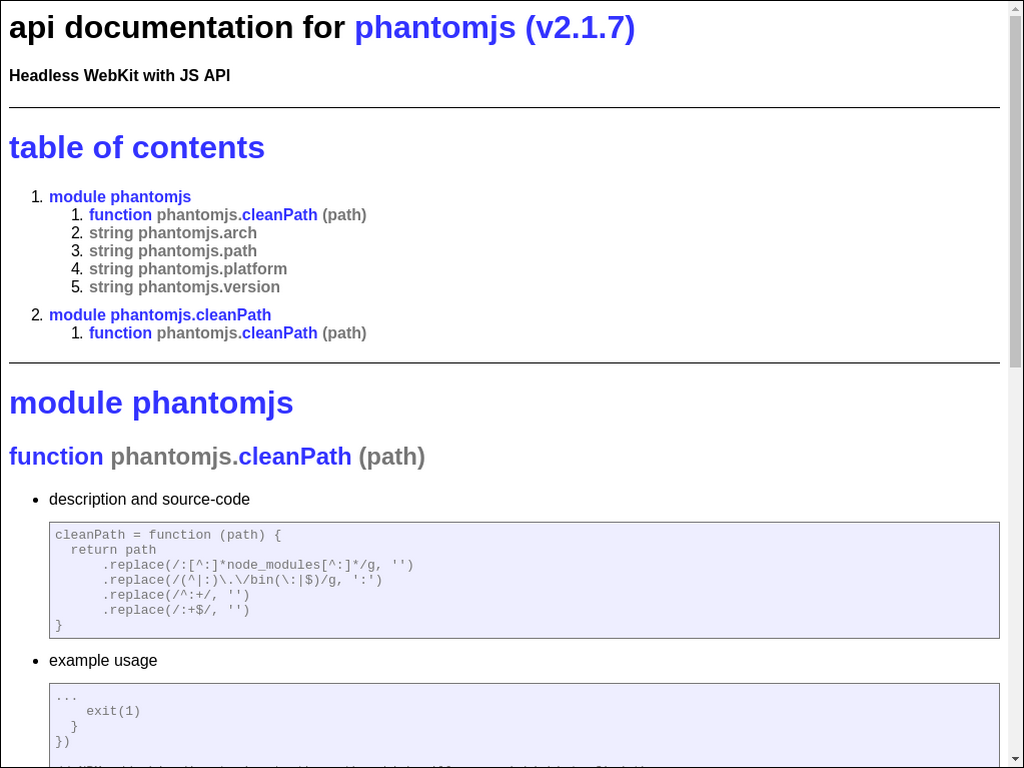 api documentation for phantomjs (v2.1.7)
Headless WebKit with JS API
table of contents
1. module phantomjs
1. function phantomjs.cleanPath (path)
2. string phantomjs.arch
3. string phantomjs.path
4. string phantomjs.platform
5. string phantomjs.version
2. module phantomjs.cleanPath
1. function phantomjs.cleanPath (path)
module phantomjs
function phantomjs.cleanPath (path)
• description and source-code
cleanPath = function (path) {
  return path
      .replace(/:[^:]*node_modules[^:]*/g, '')
      .replace(/(^|:)\.\/bin(\:|$)/g, ':')
      .replace(/^:+/, '')
      .replace(/:+$/, '')
}
• example usage
...
    exit(1)
  }
})